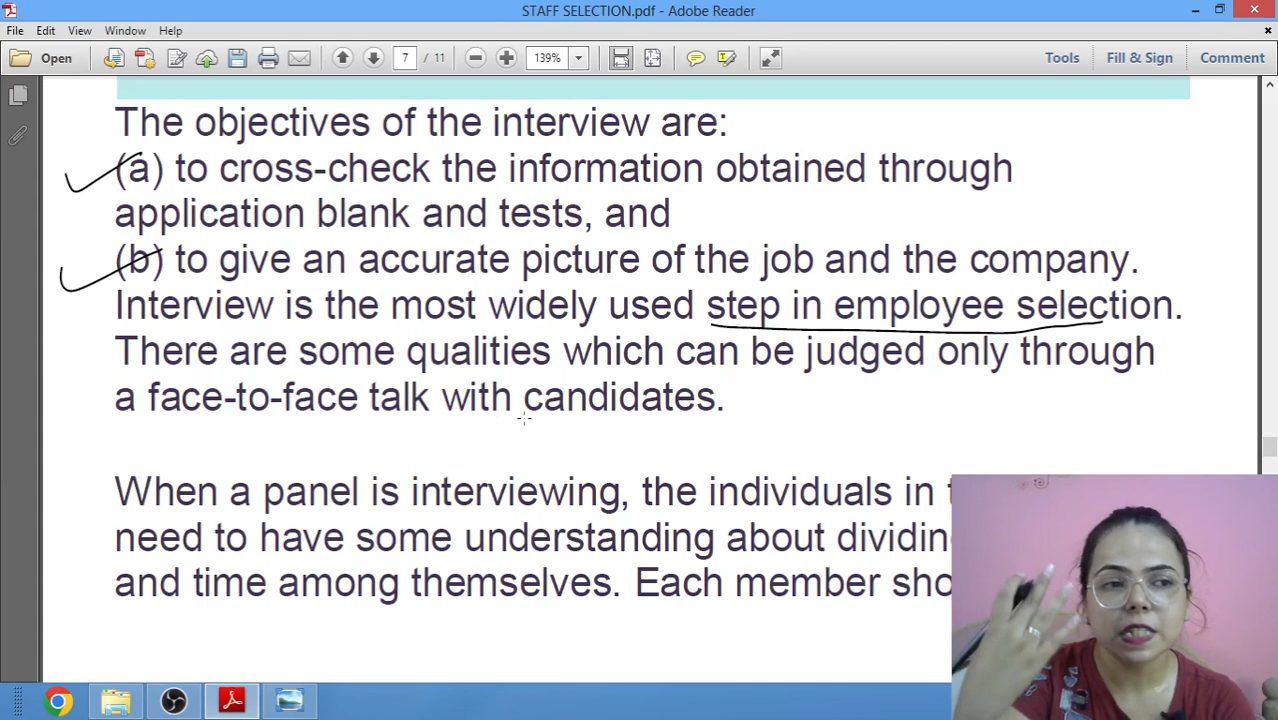 STAFF SELECTION.pdf - Adobe Reader
File Edit View Window Help
Open 7 / 11 139% Tools Fill & Sign Comment
The objectives of the interview are:
(a) to cross-check the information obtained through
application blank and tests, and
(b) to give an accurate picture of the job and the company.
Interview is the most widely used step in employee selection.
There are some qualities which can be judged only through
a face-to-face talk with candidates.
When a panel is interviewing, the individuals in
need to have some understanding about
and time among themselves. Each member